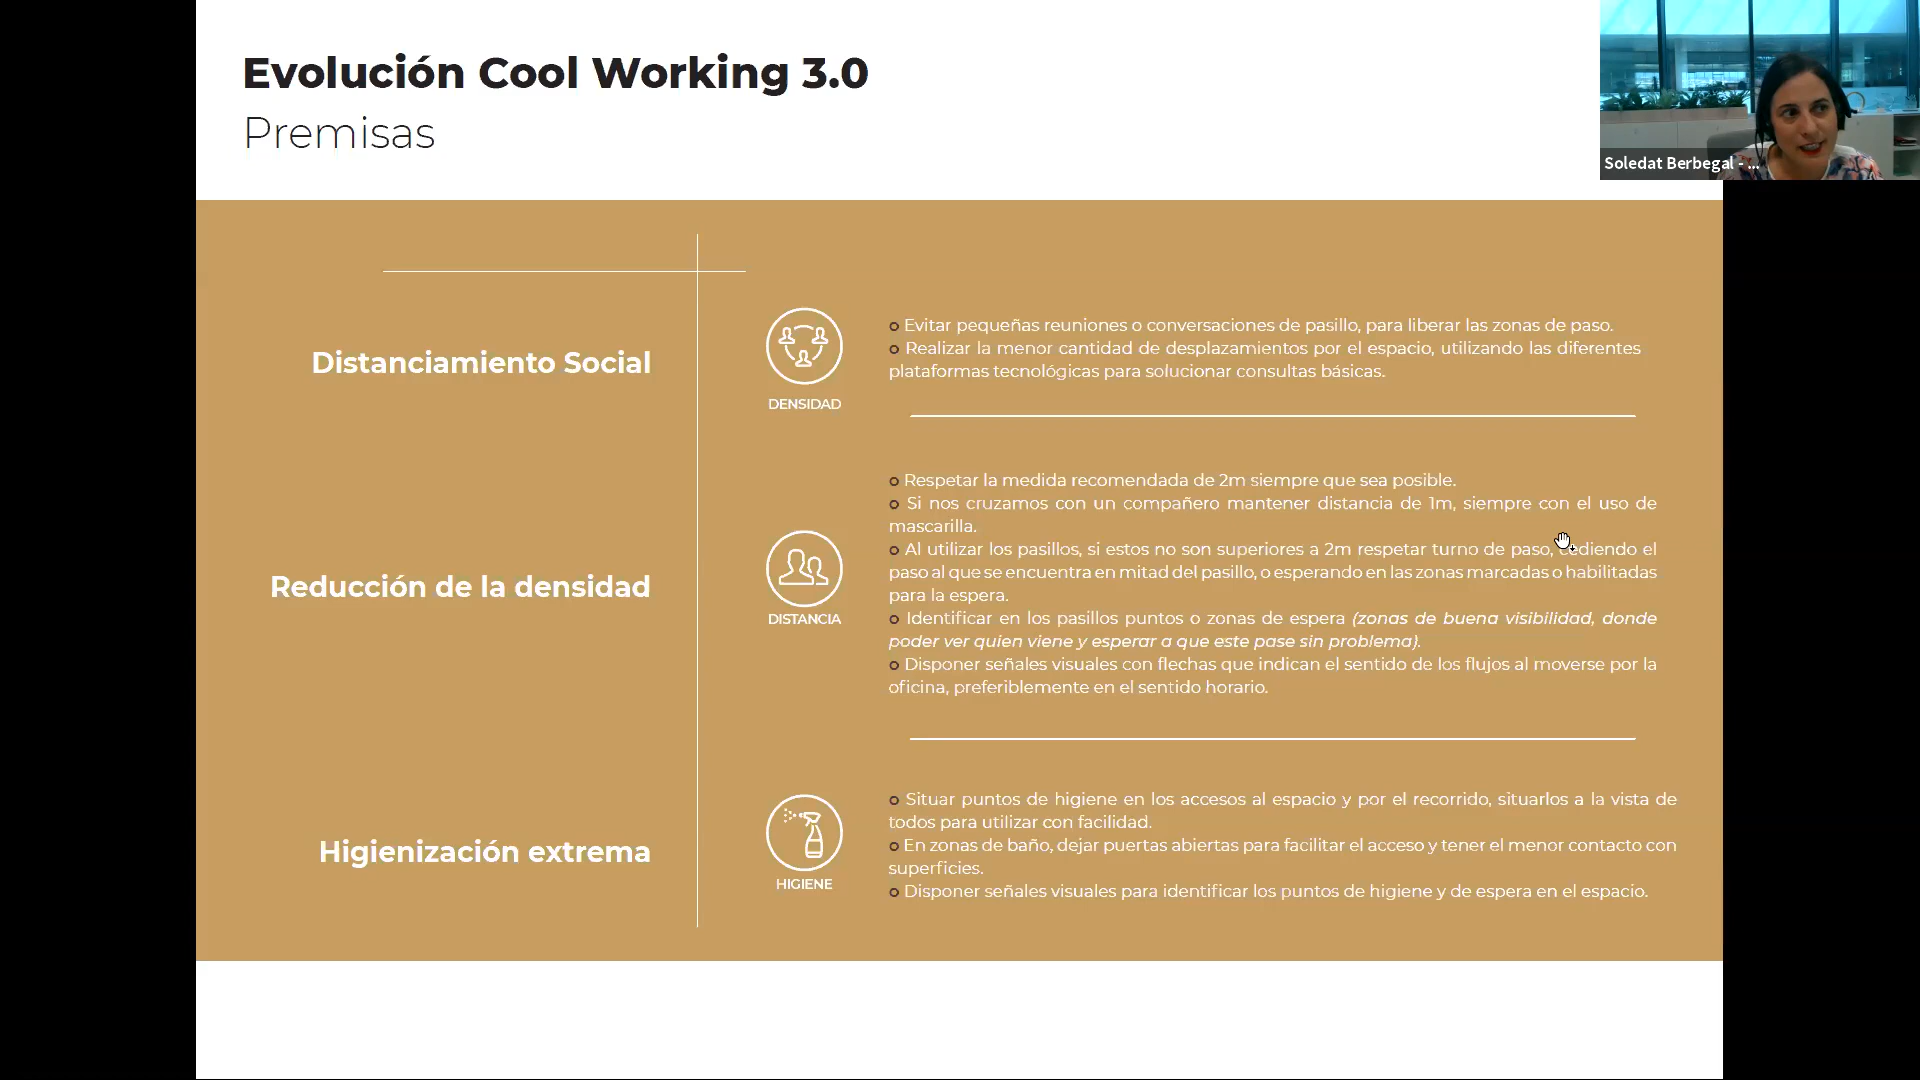 Evolución Cool Working 3.0
Premisas
Soledat Berbegal - ...
Distanciamiento Social
DENSIDAD
Evitar pequeñas reuniones o conversaciones de pasillo, para liberar las zonas de paso.
Realizar la menor cantidad de desplazamientos por el espacio, utilizando las diferentes
plataformas tecnológicas para solucionar consultas básicas.
Reducción de la densidad
DISTANCIA
Respetar la medida recomendada de 2m siempre que sea posible.
Si nos cruzamos con un compañero mantener distancia de 1m, siempre con el uso de
mascarilla.
Al utilizar los pasillos, si estos no son superiores a 2m respetar turno de paso, cediendo el
paso al que se encuentra en mitad del pasillo, o esperando en las zonas marcadas o habilitadas
para la espera.
Identificar en los pasillos puntos o zonas de espera (zonas de buena visibilidad, donde
poder ver quien viene y esperar a que este pase sin problema).
Disponer señales visuales con flechas que indican el sentido de los flujos al moverse por la
oficina, preferiblemente en el sentido horario.
Higienización extrema
HIGIENE
Situar puntos de higiene en los accesos al espacio y por el recorrido, situarlos a la vista de
todos para utilizar con facilidad.
En zonas de baño, dejar puertas abiertas para facilitar el acceso y tener el menor contacto con
superficies.
Disponer señales visuales para identificar los puntos de higiene y de espera en el espacio.